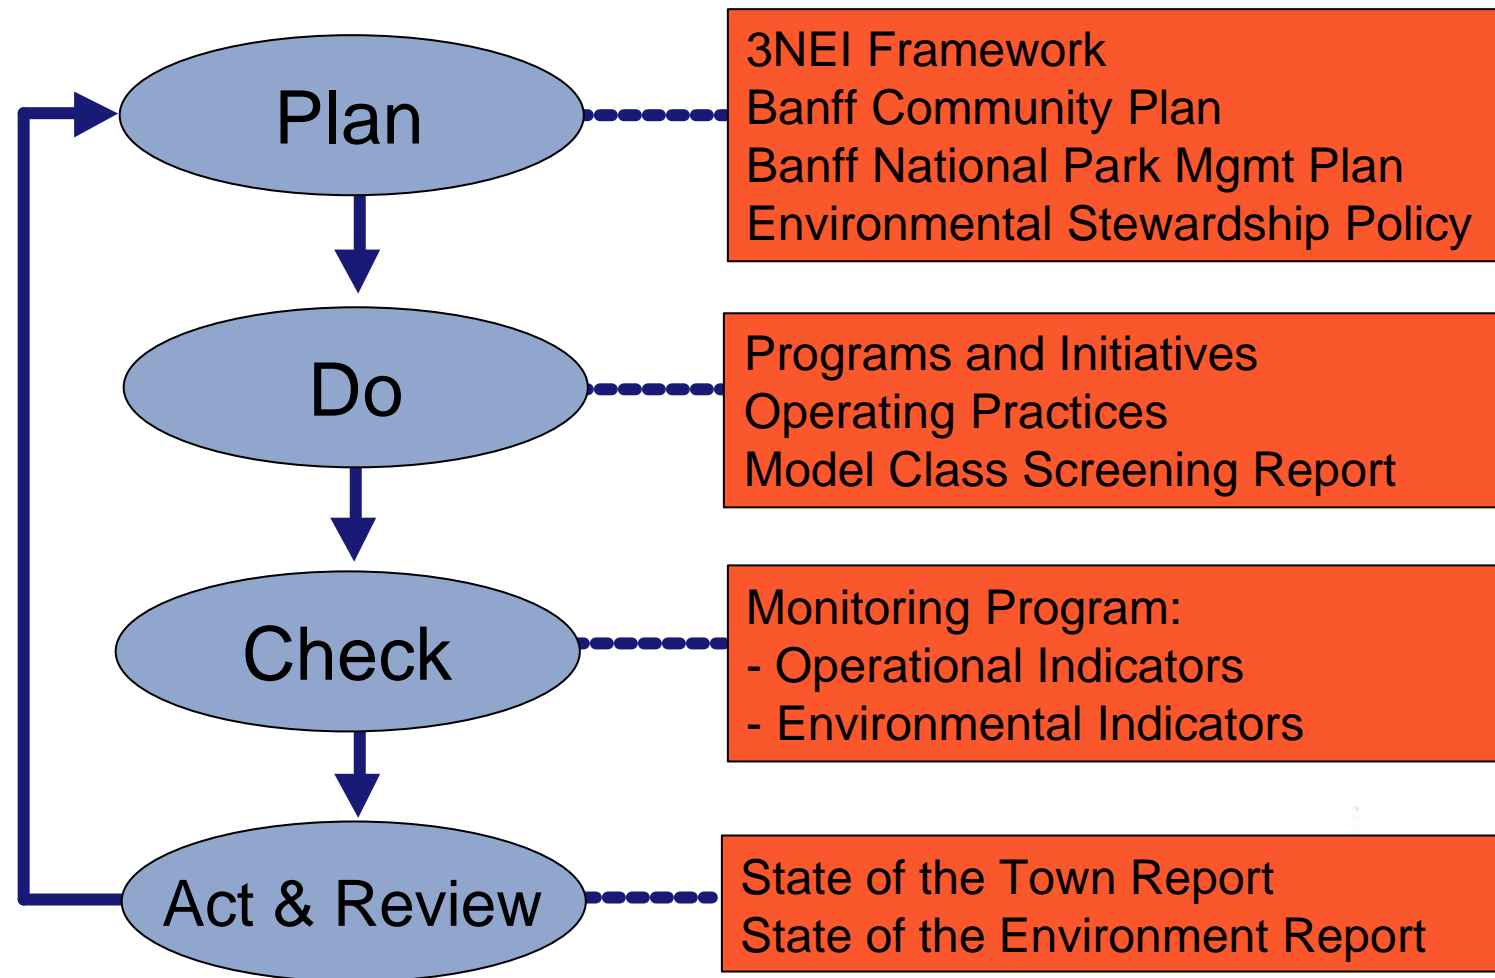 Plan
3NEI Framework
Banff Community Plan
Banff National Park Mgmt Plan
Environmental Stewardship Policy
Do
Programs and Initiatives
Operating Practices
Model Class Screening Report
Check
Monitoring Program:
- Operational Indicators
- Environmental Indicators
Act & Review
State of the Town Report
State of the Environment Report